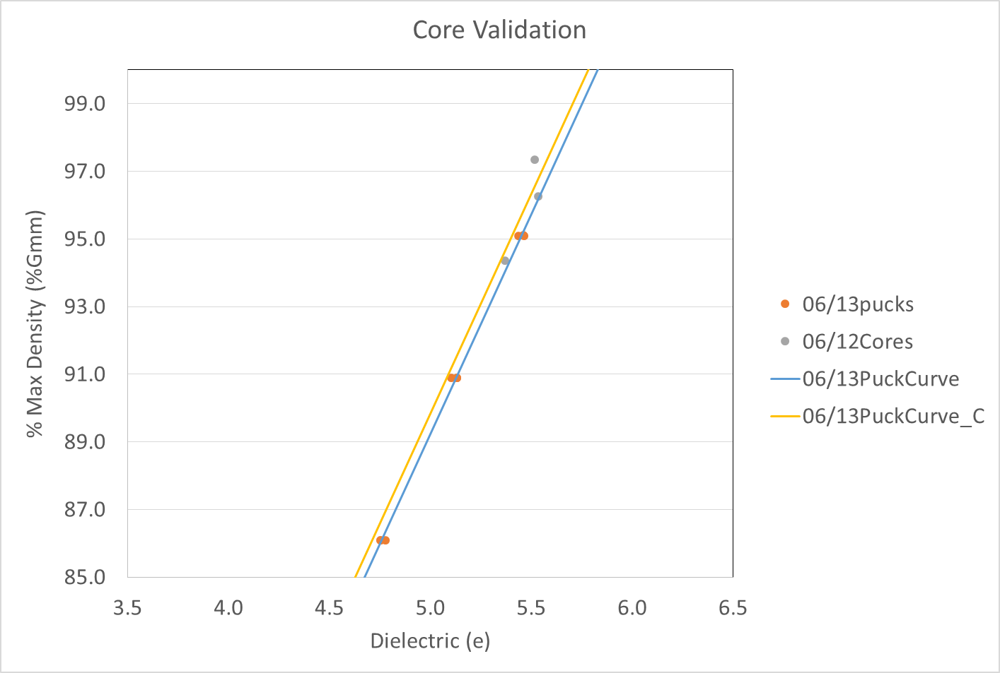 Core Validation
99.0
97.0
95.0
93.0
91.0
89.0
87.0
85.0
% Max Density (%Gmm)
3.5 4.0 4.5 5.0 5.5 6.0 6.5
Dielectric (e)
06/13pucks
06/12Cores
06/13PuckCurve
06/13PuckCurve_C